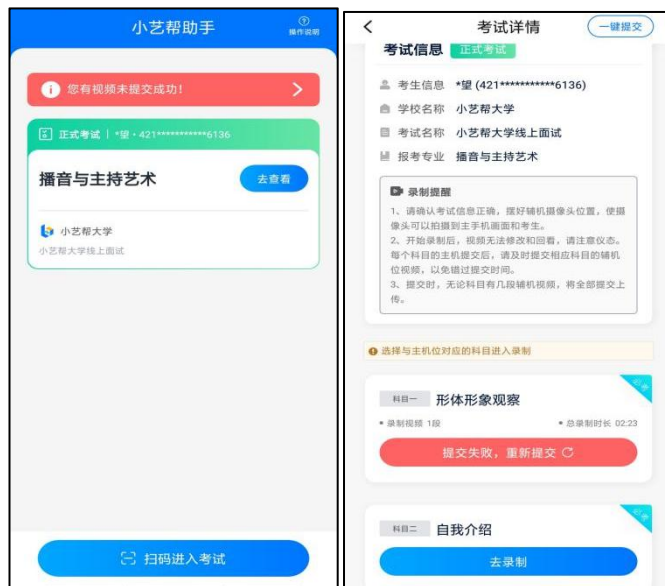 小艺帮助手
操作说明
您有视频未提交成功!
正式考试 | *望·421***********6136
播音与主持艺术
去查看
小艺帮大学
小艺帮大学线上面试
扫码进入考试
考试详情
一键提交
考试信息 正式考试
考生信息 *望 (421***********6136)
学校名称 小艺帮大学
考试名称 小艺帮大学线上面试
报考专业 播音与主持艺术
录制提醒
1、请确认考试信息正确，摆好辅机摄像头位置，使摄
像头可以拍摄到主手机画面和考生。
2、开始录制后，视频无法修改和回看，请注意仪态。
每个科目的主机提交后，请及时提交相应科目的辅机
位视频，以免错过提交时间。
3、提交时，无论科目有几段辅机视频，将全部提交上
传。
选择与主机位对应的科目进入录制
必考
科目一 形体形象观察
录制视频 1段
总录制时长 02:23
提交失败，重新提交
必考
科目二 自我介绍
去录制